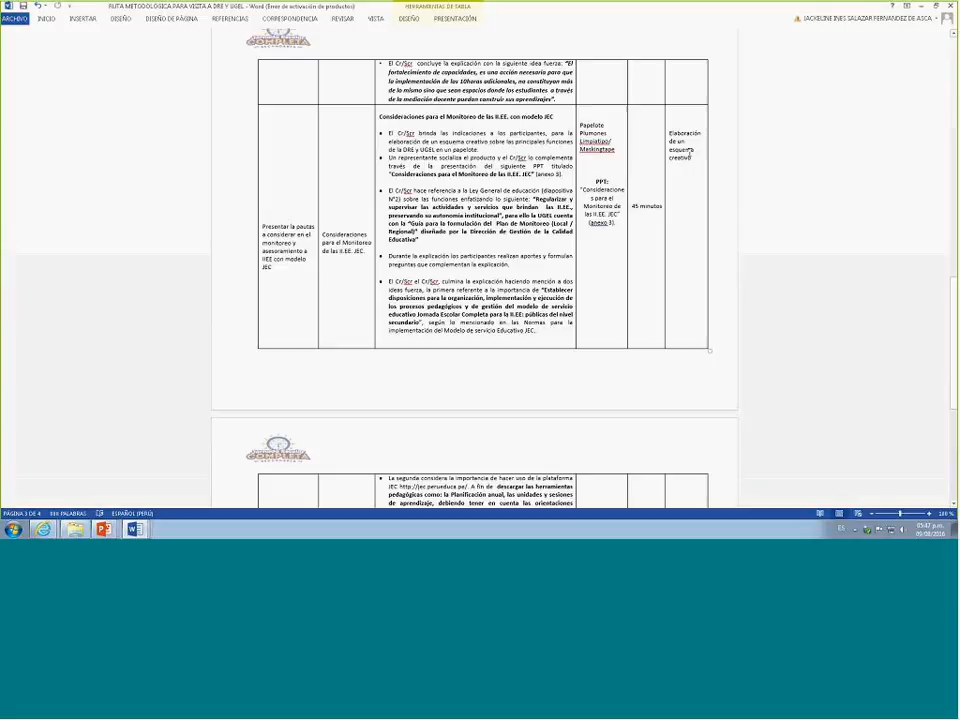 RUTA METODOLÓGICA PARA VISITA A DRE Y UGEL - Word (Error de activación de productos)
HERRAMIENTAS DE TABLA
ARCHIVO INICIO INSERTAR DISEÑO DISEÑO DE PÁGINA REFERENCIAS CORRESPONDENCIA REVISAR VISTA DISEÑO PRESENTACIÓN
JACKELINE INES SALAZAR FERNANDEZ DE ASCA
COMPLETA
• El Cr/Scr concluye la explicación con la siguiente idea fuerza: “El
fortalecimiento de capacidades, es una acción necesaria para que
la implementación de las 10horas adicionales, no constituyan más
de lo mismo sino que sean espacios donde los estudiantes a través
de la mediación docente puedan construir sus aprendizajes”.
Presentar la pautas
a considerar en el
monitoreo y
asesoramiento a
IIEE con modelo
JEC
Consideraciones
para el Monitoreo
de las II.EE. JEC.
Consideraciones para el Monitoreo de las II.EE. con modelo JEC
• El Cr/Scr brinda las indicaciones a los participantes, para la
elaboración de un esquema creativo sobre las principales funciones
de la DRE y UGEL en un papelote.
• Un representante socializa el producto y el Cr/Scr lo complementa
través de la presentación del siguiente PPT titulado
“Consideraciones para el Monitoreo de las II.EE. JEC” (anexo 3).
• El Cr/Scr hace referencia a la Ley General de educación (diapositiva
N°2) sobre las funciones enfatizando lo siguiente: “Regularizar y
supervisar las actividades y servicios que brindan las II.EE.,
preservando su autonomía institucional”, para ello la UGEL cuenta
con la “Guía para la formulación del Plan de Monitoreo (Local /
Regional)” diseñado por la Dirección de Gestión de la Calidad
Educativa”
• Durante la explicación los participantes realizan aportes y formulan
preguntas que complementan la explicación.
• El Cr/Scr el Cr/Scr, culmina la explicación haciendo mención a dos
ideas fuerza, la primera referente a la importancia de “Establecer
disposiciones para la organización, implementación y ejecución de
los procesos pedagógicos y de gestión del modelo de servicio
educativo Jornada Escolar Completa para la II.EE: públicas del nivel
secundario”, según lo mencionado en las Normas para la
implementación del Modelo de servicio Educativo JEC.
Papelote
Plumones
Limpiatipo/
Maskingtape
PPT:
“Consideracione
s para el
Monitoreo de
las II.EE. JEC”
(anexo 3).
45 minutos
Elaboración
de un
esquema
creativo
COMPLETA
• La segunda considera la importancia de hacer uso de la plataforma
JEC http://jec.perueduca.pe/. A fin de descargar las herramientas
pedagógicas como: la Planificación anual, las unidades y sesiones
de aprendizaje, debiendo tener en cuenta las orientaciones
PÁGINA 3 DE 4 PALABRAS ESPAÑOL (PERÚ) 100 %
ES 05:47 p.m.
09/08/2016